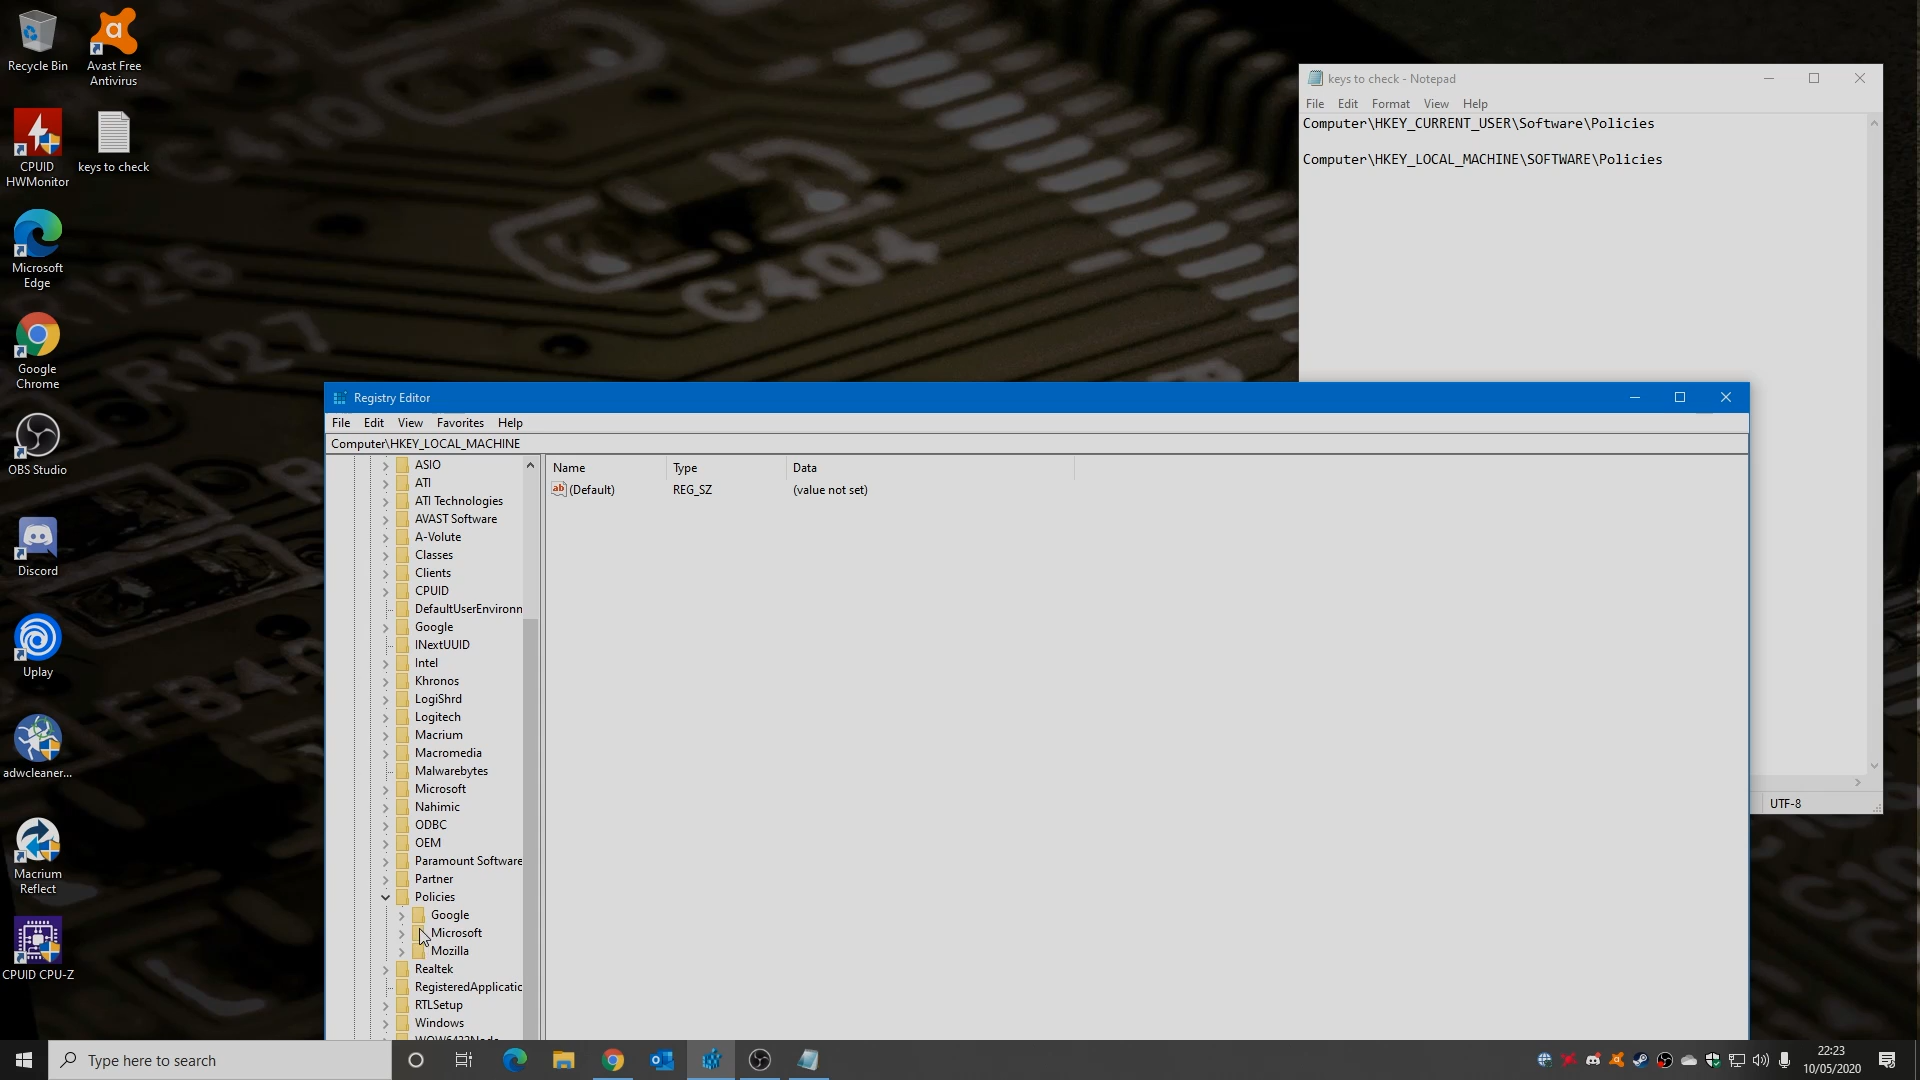 Recycle Bin
Avast Free
Antivirus
CPUID
HWMonitor
keys to check
Microsoft
Edge
Google
Chrome
OBS Studio
Discord
Uplay
adwcleaner...
Macrium
Reflect
CPUID CPU-Z
C404
R127
keys to check - Notepad
File Edit Format View Help
Computer\HKEY_CURRENT_USER\Software\Policies
Computer\HKEY_LOCAL_MACHINE\SOFTWARE\Policies
UTF-8
Registry Editor
File Edit View Favorites Help
Computer\HKEY_LOCAL_MACHINE
ASIO
ATI
ATI Technologies
AVAST Software
A-Volute
Classes
Clients
CPUID
DefaultUserEnvironn
Google
INextUUID
Intel
Khronos
LogiShrd
Logitech
Macrium
Macromedia
Malwarebytes
Microsoft
Nahimic
ODBC
OEM
Paramount Software
Partner
Policies
Google
Microsoft
Mozilla
Realtek
RegisteredApplicatic
RTLSetup
Windows
Name Type Data
(Default) REG_SZ (value not set)
Type here to search
22:23
10/05/2020